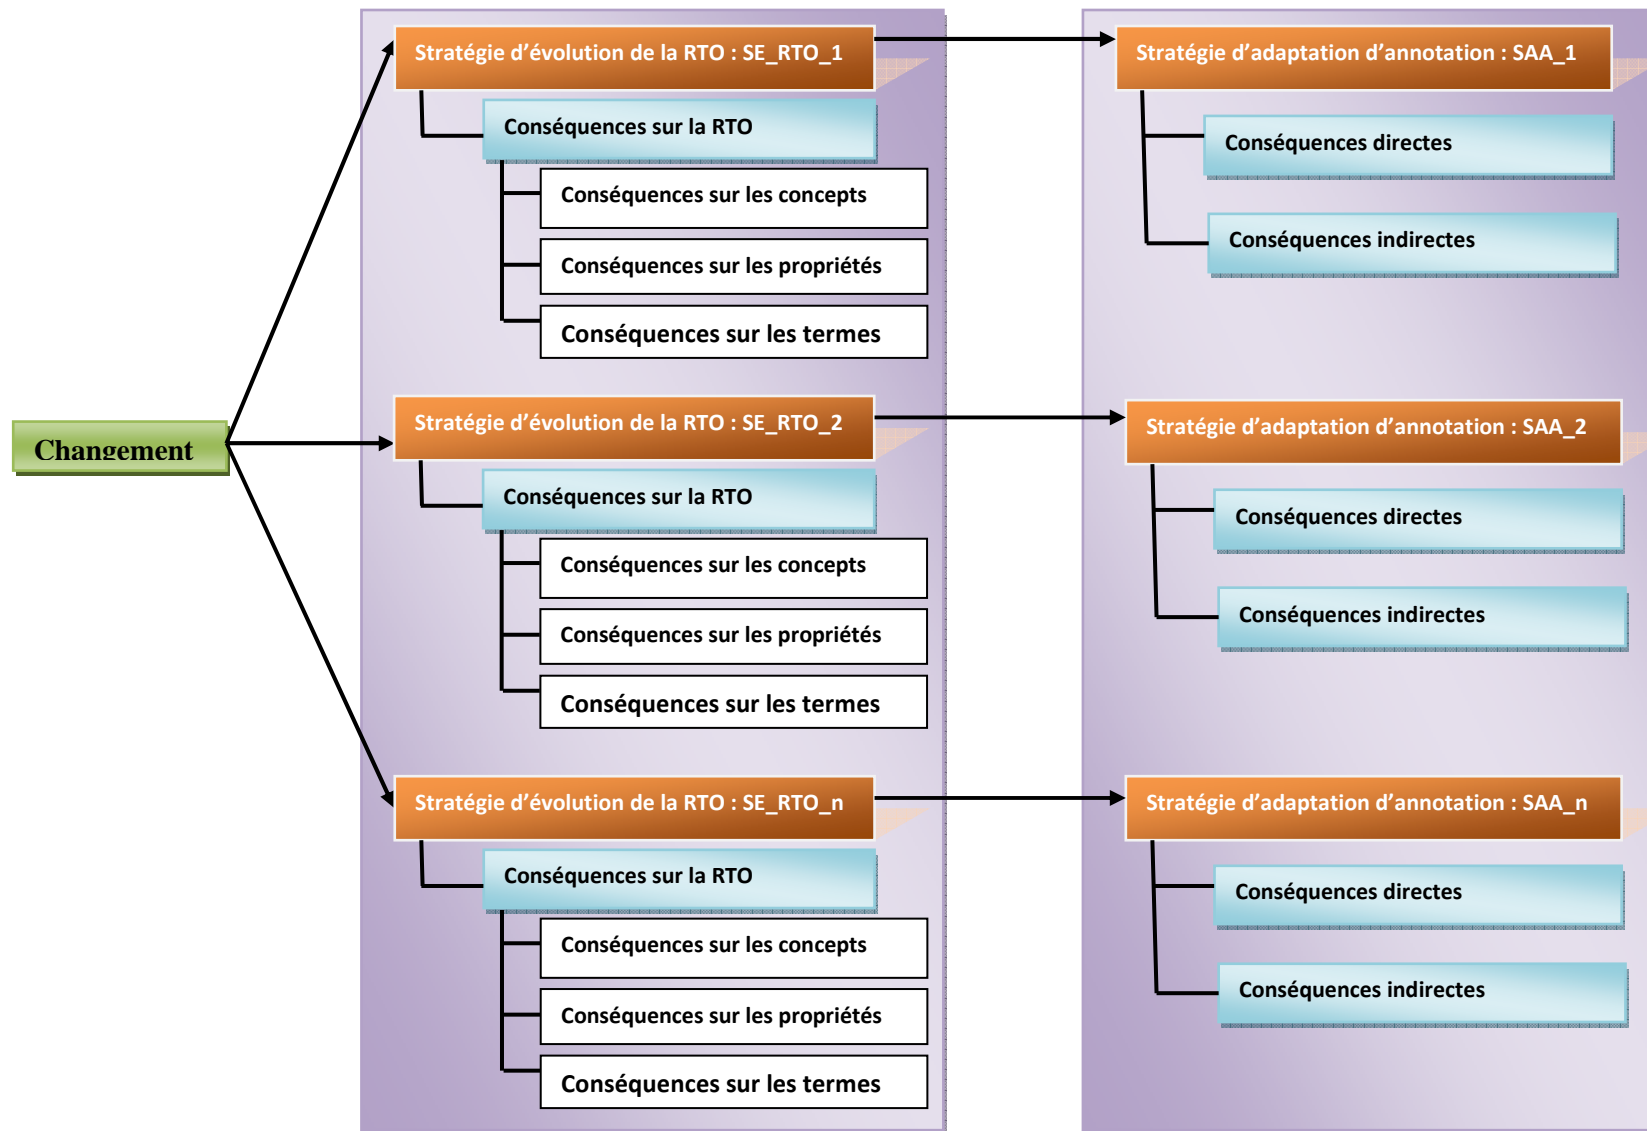 Changement
Stratégie d’évolution de la RTO : SE_RTO_1
Conséquences sur la RTO
Conséquences sur les concepts
Conséquences sur les propriétés
Conséquences sur les termes
Stratégie d’adaptation d’annotation : SAA_1
Conséquences directes
Conséquences indirectes
Stratégie d’évolution de la RTO : SE_RTO_2
Conséquences sur la RTO
Conséquences sur les concepts
Conséquences sur les propriétés
Conséquences sur les termes
Stratégie d’adaptation d’annotation : SAA_2
Conséquences directes
Conséquences indirectes
Stratégie d’évolution de la RTO : SE_RTO_n
Conséquences sur la RTO
Conséquences sur les concepts
Conséquences sur les propriétés
Conséquences sur les termes
Stratégie d’adaptation d’annotation : SAA_n
Conséquences directes
Conséquences indirectes